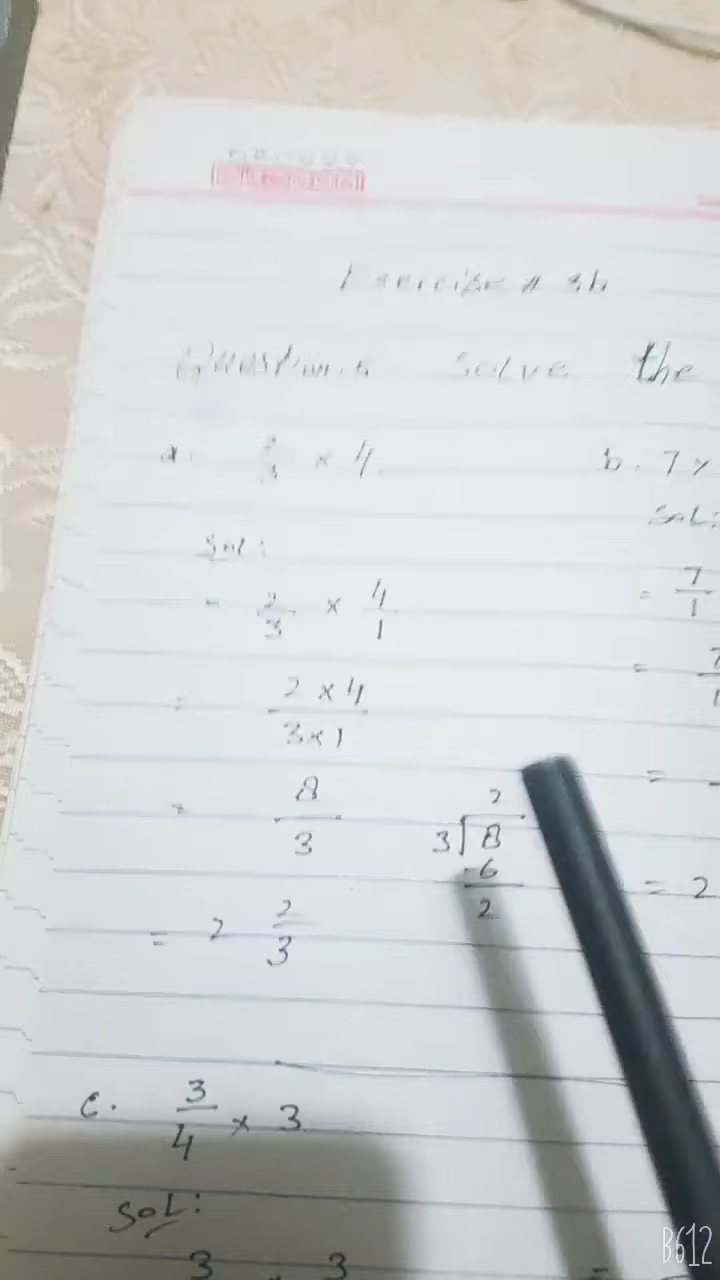 Exercise # 3b
Question solve the
a. 2/3 × 4.
b. 7 ×
Sol:
Sol:
= 2/3 × 4/1
= 7/1
= 2 × 4 / 3 × 1
= 7/1
= 8/3
2
3 8
-6
2
=
= 2 2/3
= 2
c. 3/4 × 3
Sol:
3 3
B612